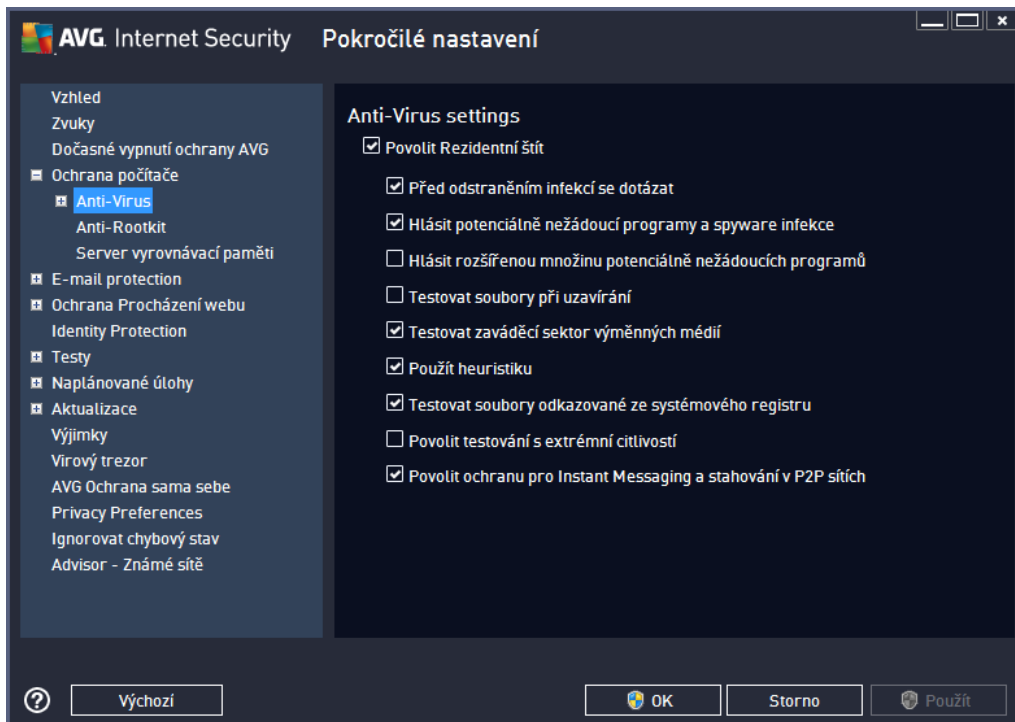 AVG. Internet Security Pokročilé nastavení
Vzhled
Zvuky
Dočasné vypnutí ochrany AVG
Ochrana počítače
Anti-Virus
Anti-Rootkit
Server vyrovnávací paměti
E-mail protection
Ochrana Procházení webu
Identity Protection
Testy
Naplánované úlohy
Aktualizace
Výjimky
Virový trezor
AVG Ochrana sama sebe
Privacy Preferences
Ignorovat chybový stav
Advisor - Známé sítě
Anti-Virus settings
Povolit Rezidentní štít
Před odstraněním infekcí se dotázat
Hlásit potenciálně nežádoucí programy a spyware infekce
Hlásit rozšířenou množinu potenciálně nežádoucích programů
Testovat soubory při uzavírání
Testovat zaváděcí sektor výměnných médií
Použít heuristiku
Testovat soubory odkazované ze systémového registru
Povolit testování s extrémní citlivostí
Povolit ochranu pro Instant Messaging a stahování v P2P sítích
Výchozí
OK
Storno
Použít